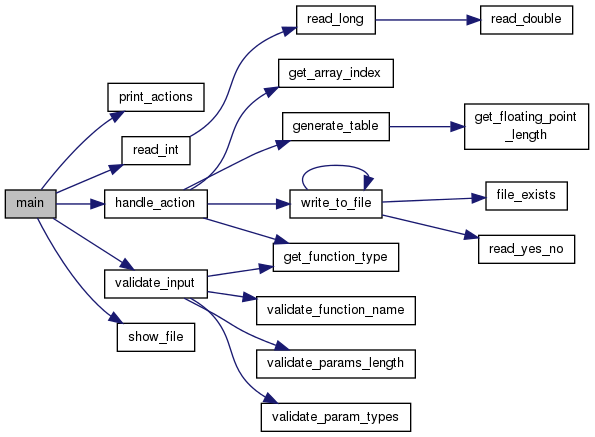 read_long
read_double
get_array_index
print_actions
generate_table
get_floating_point
_length
read_int
main
handle_action
write_to_file
file_exists
read_yes_no
get_function_type
validate_input
validate_function_name
show_file
validate_params_length
validate_param_types